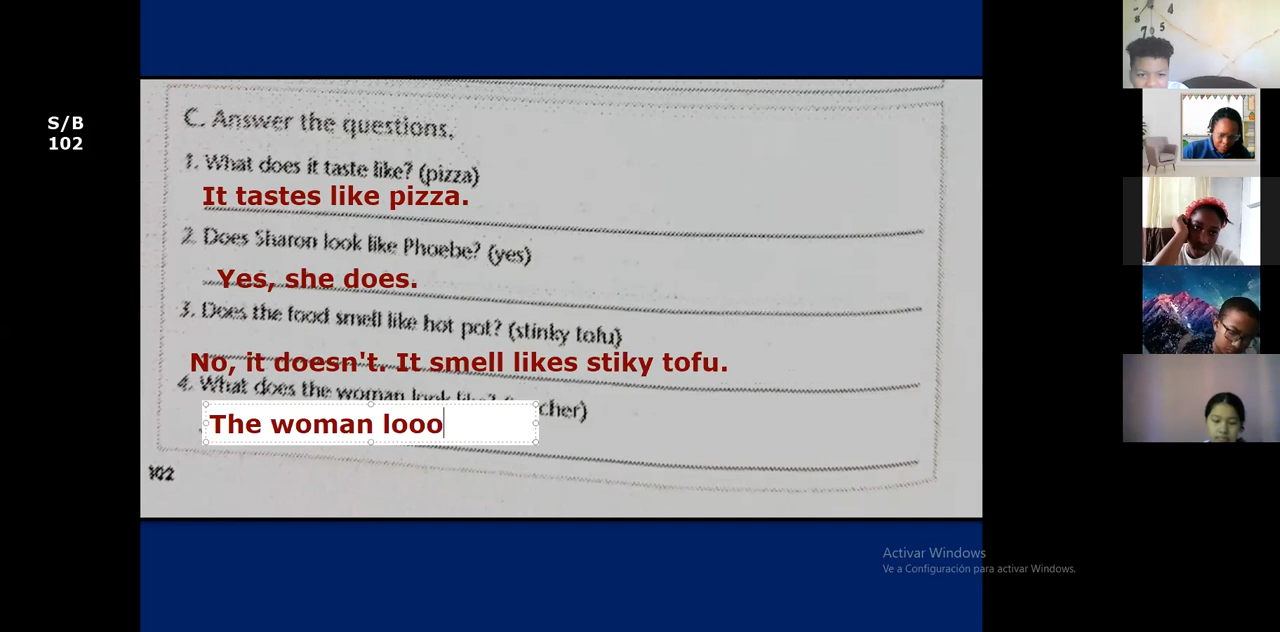 S/B
102
C. Answer the questions.
1. What does it taste like? (pizza)
It tastes like pizza.
2. Does Sharon look like Phoebe? (yes)
Yes, she does.
3. Does the food smell like hot pot? (stinky tofu)
No, it doesn't. It smell likes stiky tofu.
4. What does the woman look like? cher)
The woman looo
102
Activar Windows
Ve a Configuración para activar Windows.